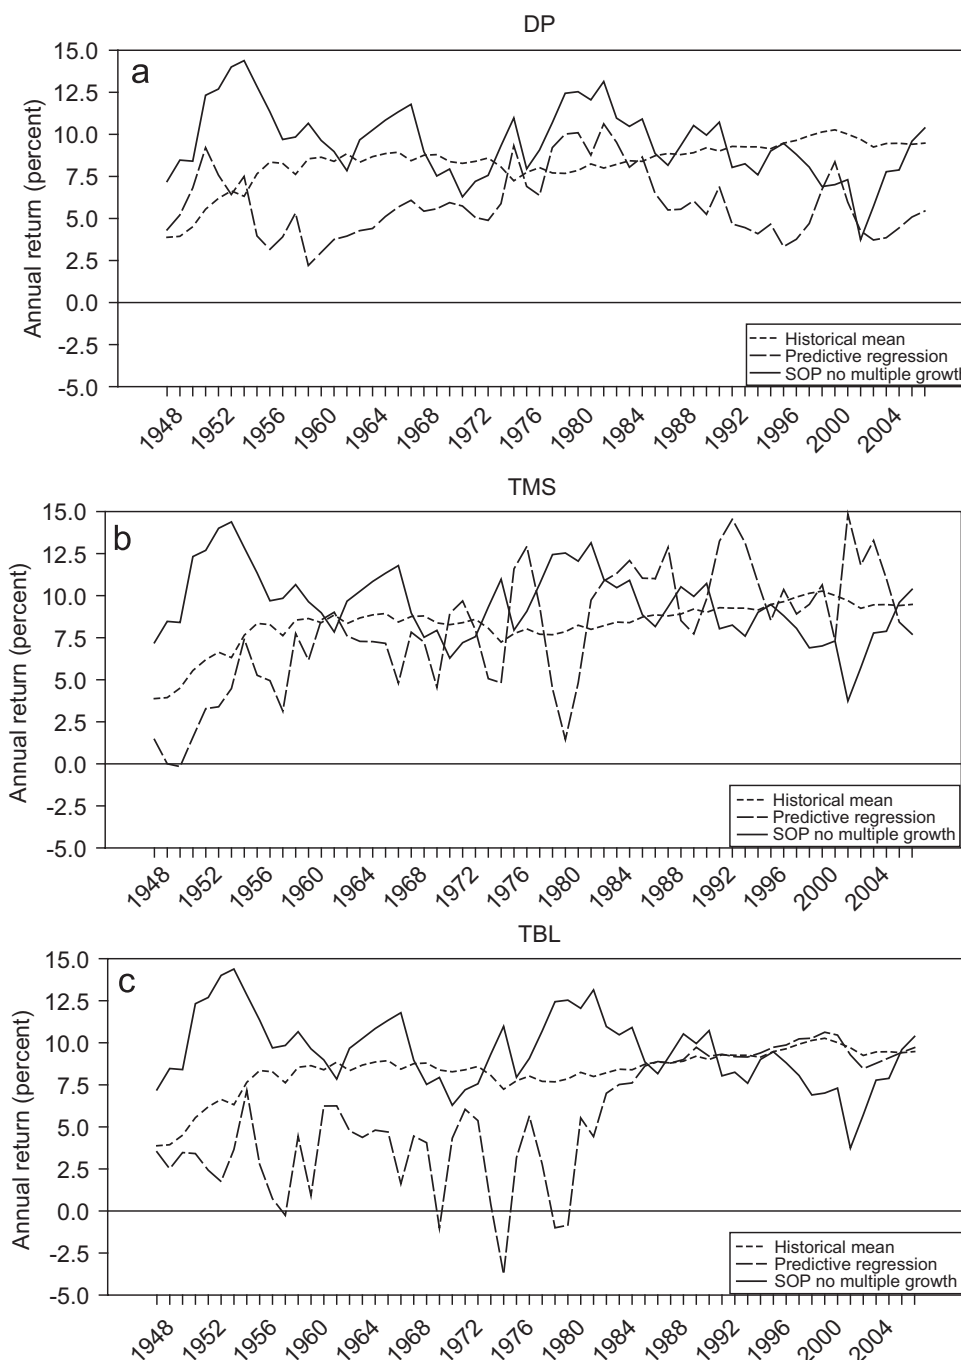 DP
a
Annual return (percent)
15.0
12.5
10.0
7.5
5.0
2.5
0.0
-2.5
-5.0
Historical mean
Predictive regression
SOP no multiple growth
1948 1952 1956 1960 1964 1968 1972 1976 1980 1984 1988 1992 1996 2000 2004
TMS
b
Annual return (percent)
15.0
12.5
10.0
7.5
5.0
2.5
0.0
-2.5
-5.0
Historical mean
Predictive regression
SOP no multiple growth
1948 1952 1956 1960 1964 1968 1972 1976 1980 1984 1988 1992 1996 2000 2004
TBL
c
Annual return (percent)
15.0
12.5
10.0
7.5
5.0
2.5
0.0
-2.5
-5.0
Historical mean
Predictive regression
SOP no multiple growth
1948 1952 1956 1960 1964 1968 1972 1976 1980 1984 1988 1992 1996 2000 2004